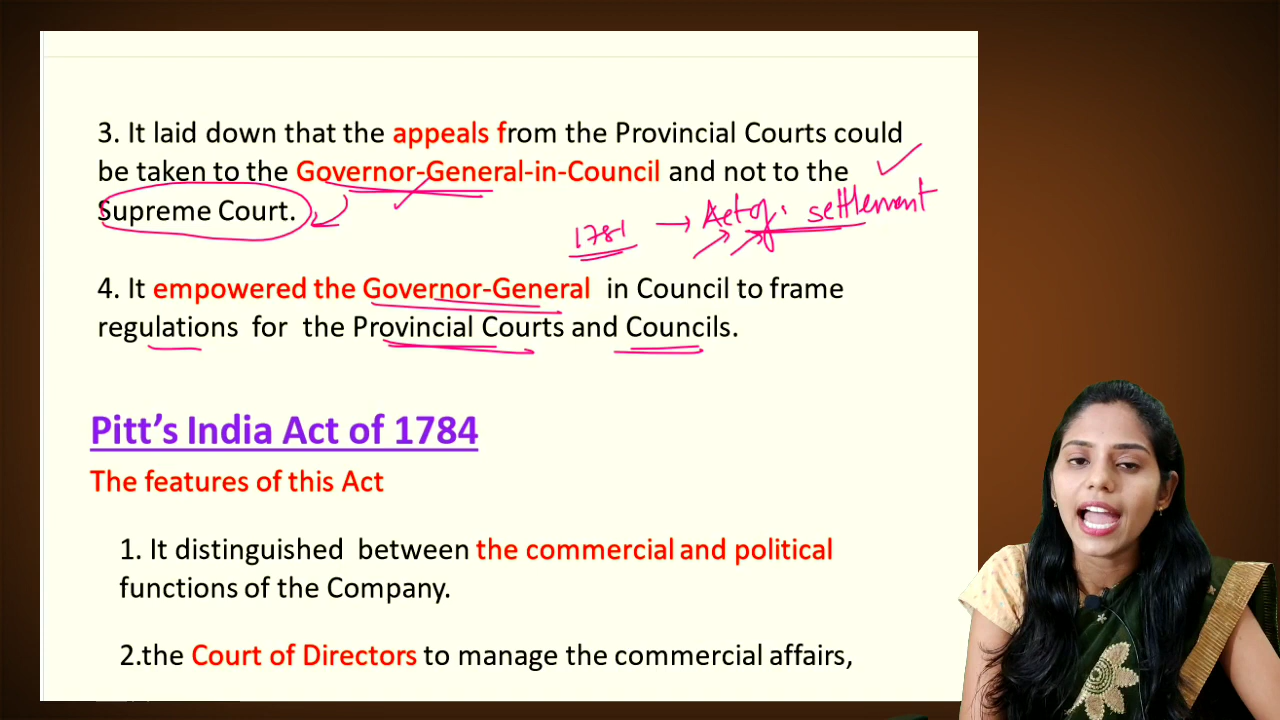 3. It laid down that the appeals from the Provincial Courts could
be taken to the Governor-General-in-Council and not to the
Supreme Court.
1781 → Act of settlement
4. It empowered the Governor-General in Council to frame
regulations for the Provincial Courts and Councils.
Pitt’s India Act of 1784
The features of this Act
1. It distinguished between the commercial and political
functions of the Company.
2.the Court of Directors to manage the commercial affairs,